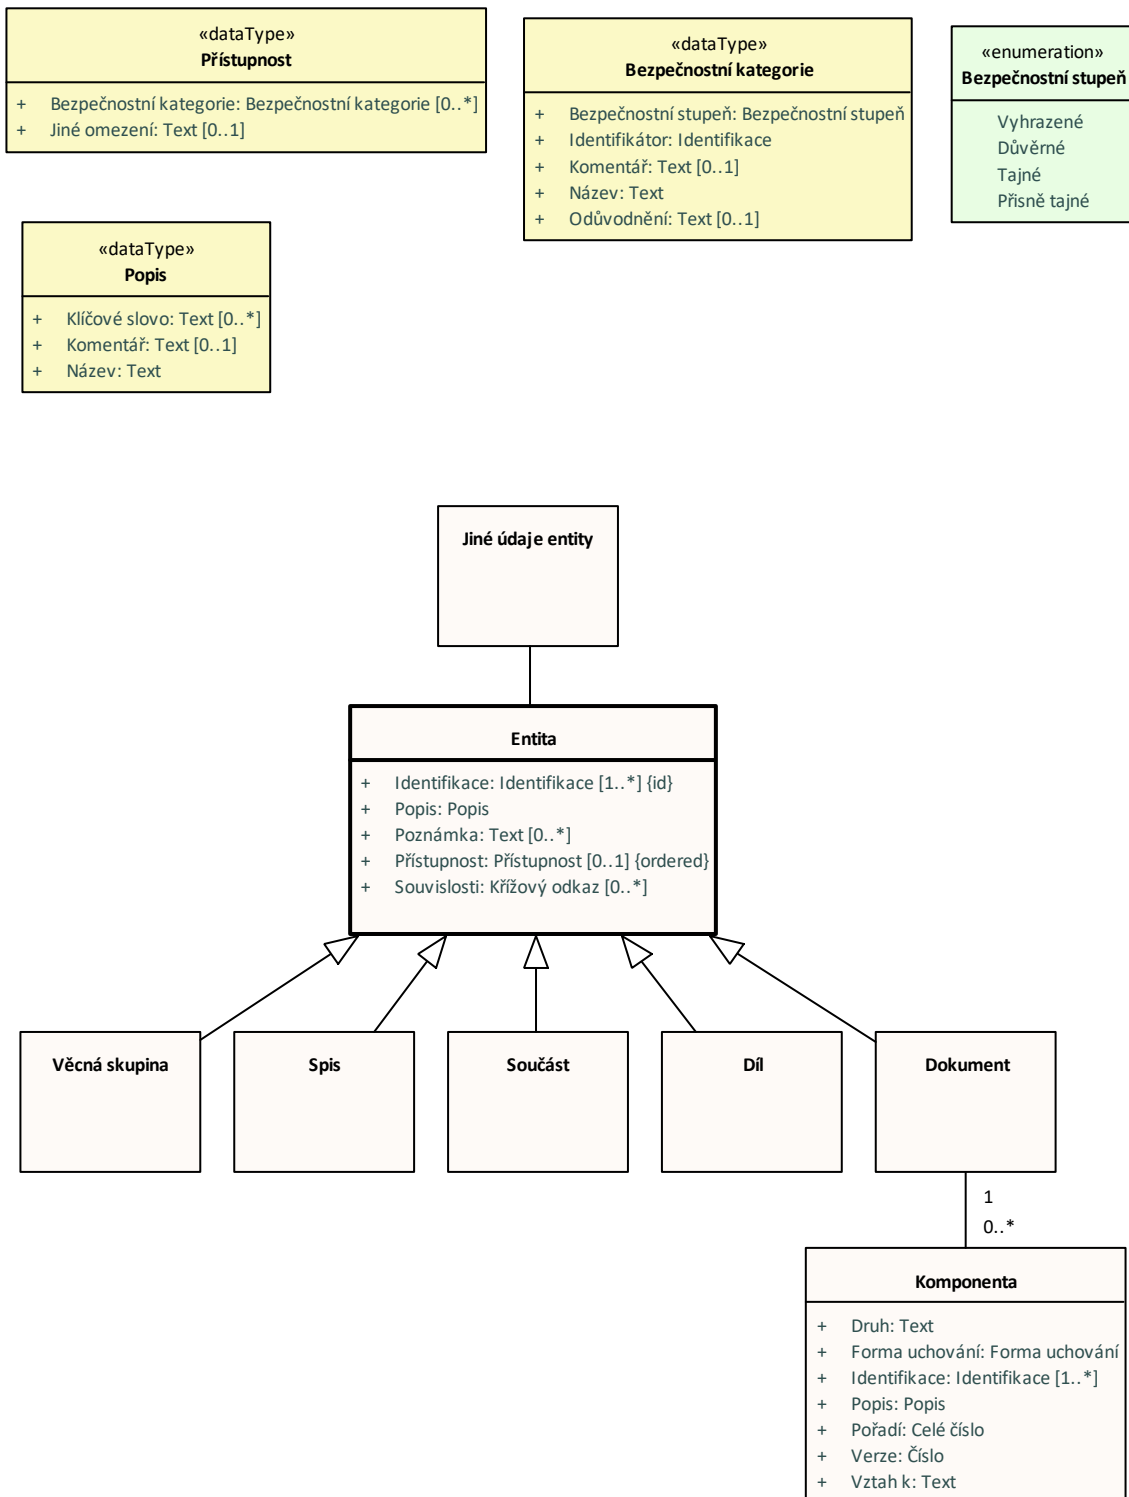 «dataType»
Přístupnost
+ Bezpečnostní kategorie: Bezpečnostní kategorie [0..*]
+ Jiné omezení: Text [0..1]
«dataType»
Bezpečnostní kategorie
+ Bezpečnostní stupeň: Bezpečnostní stupeň
+ Identifikátor: Identifikace
+ Komentář: Text [0..1]
+ Název: Text
+ Odůvodnění: Text [0..1]
«enumeration»
Bezpečnostní stupeň
Vyhrazené
Důvěrné
Tajné
Přisně tajné
«dataType»
Popis
+ Klíčové slovo: Text [0..*]
+ Komentář: Text [0..1]
+ Název: Text
Jiné údaje entity
Entita
+ Identifikace: Identifikace [1..*] {id}
+ Popis: Popis
+ Poznámka: Text [0..*]
+ Přístupnost: Přístupnost [0..1] {ordered}
+ Souvislosti: Křížový odkaz [0..*]
Věcná skupina
Spis
Součást
Díl
Dokument
1
0..*
Komponenta
+ Druh: Text
+ Forma uchování: Forma uchování
+ Identifikace: Identifikace [1..*]
+ Popis: Popis
+ Pořadí: Celé číslo
+ Verze: Číslo
+ Vztah k: Text